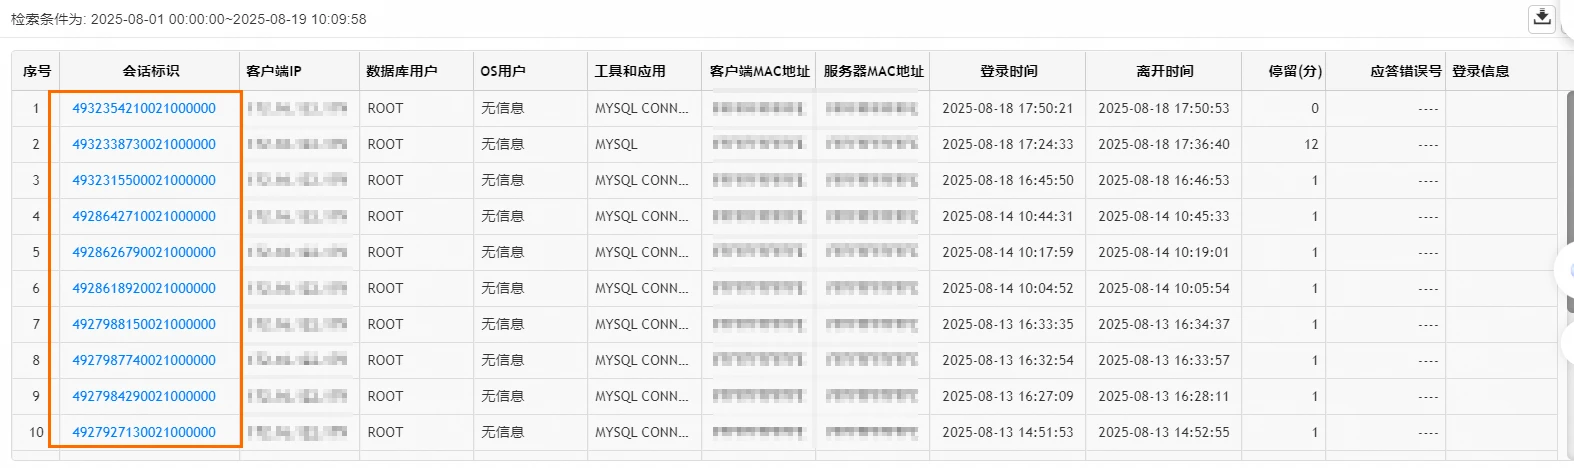 检索条件为: 2025-08-01 00:00:00~2025-08-19 10:09:58
序号 会话标识 客户端IP 数据库用户 OS用户 工具和应用 客户端MAC地址 服务器MAC地址 登录时间 离开时间 停留(分) 应答错误号 登录信息
1 4932354210021000000 ROOT 无信息 MYSQL CONN... 2025-08-18 17:50:21 2025-08-18 17:50:53 0 ----
2 4932338730021000000 ROOT 无信息 MYSQL 2025-08-18 17:24:33 2025-08-18 17:36:40 12 ----
3 4932315500021000000 ROOT 无信息 MYSQL CONN... 2025-08-18 16:45:50 2025-08-18 16:46:53 1 ----
4 4928642710021000000 ROOT 无信息 MYSQL CONN... 2025-08-14 10:44:31 2025-08-14 10:45:33 1 ----
5 4928626790021000000 ROOT 无信息 MYSQL CONN... 2025-08-14 10:17:59 2025-08-14 10:19:01 1 ----
6 4928618920021000000 ROOT 无信息 MYSQL CONN... 2025-08-14 10:04:52 2025-08-14 10:05:54 1 ----
7 4927988150021000000 ROOT 无信息 MYSQL CONN... 2025-08-13 16:33:35 2025-08-13 16:34:37 1 ----
8 4927987740021000000 ROOT 无信息 MYSQL CONN... 2025-08-13 16:32:54 2025-08-13 16:33:57 1 ----
9 4927984290021000000 ROOT 无信息 MYSQL CONN... 2025-08-13 16:27:09 2025-08-13 16:28:11 1 ----
10 4927927130021000000 ROOT 无信息 MYSQL CONN... 2025-08-13 14:51:53 2025-08-13 14:52:55 1 ----